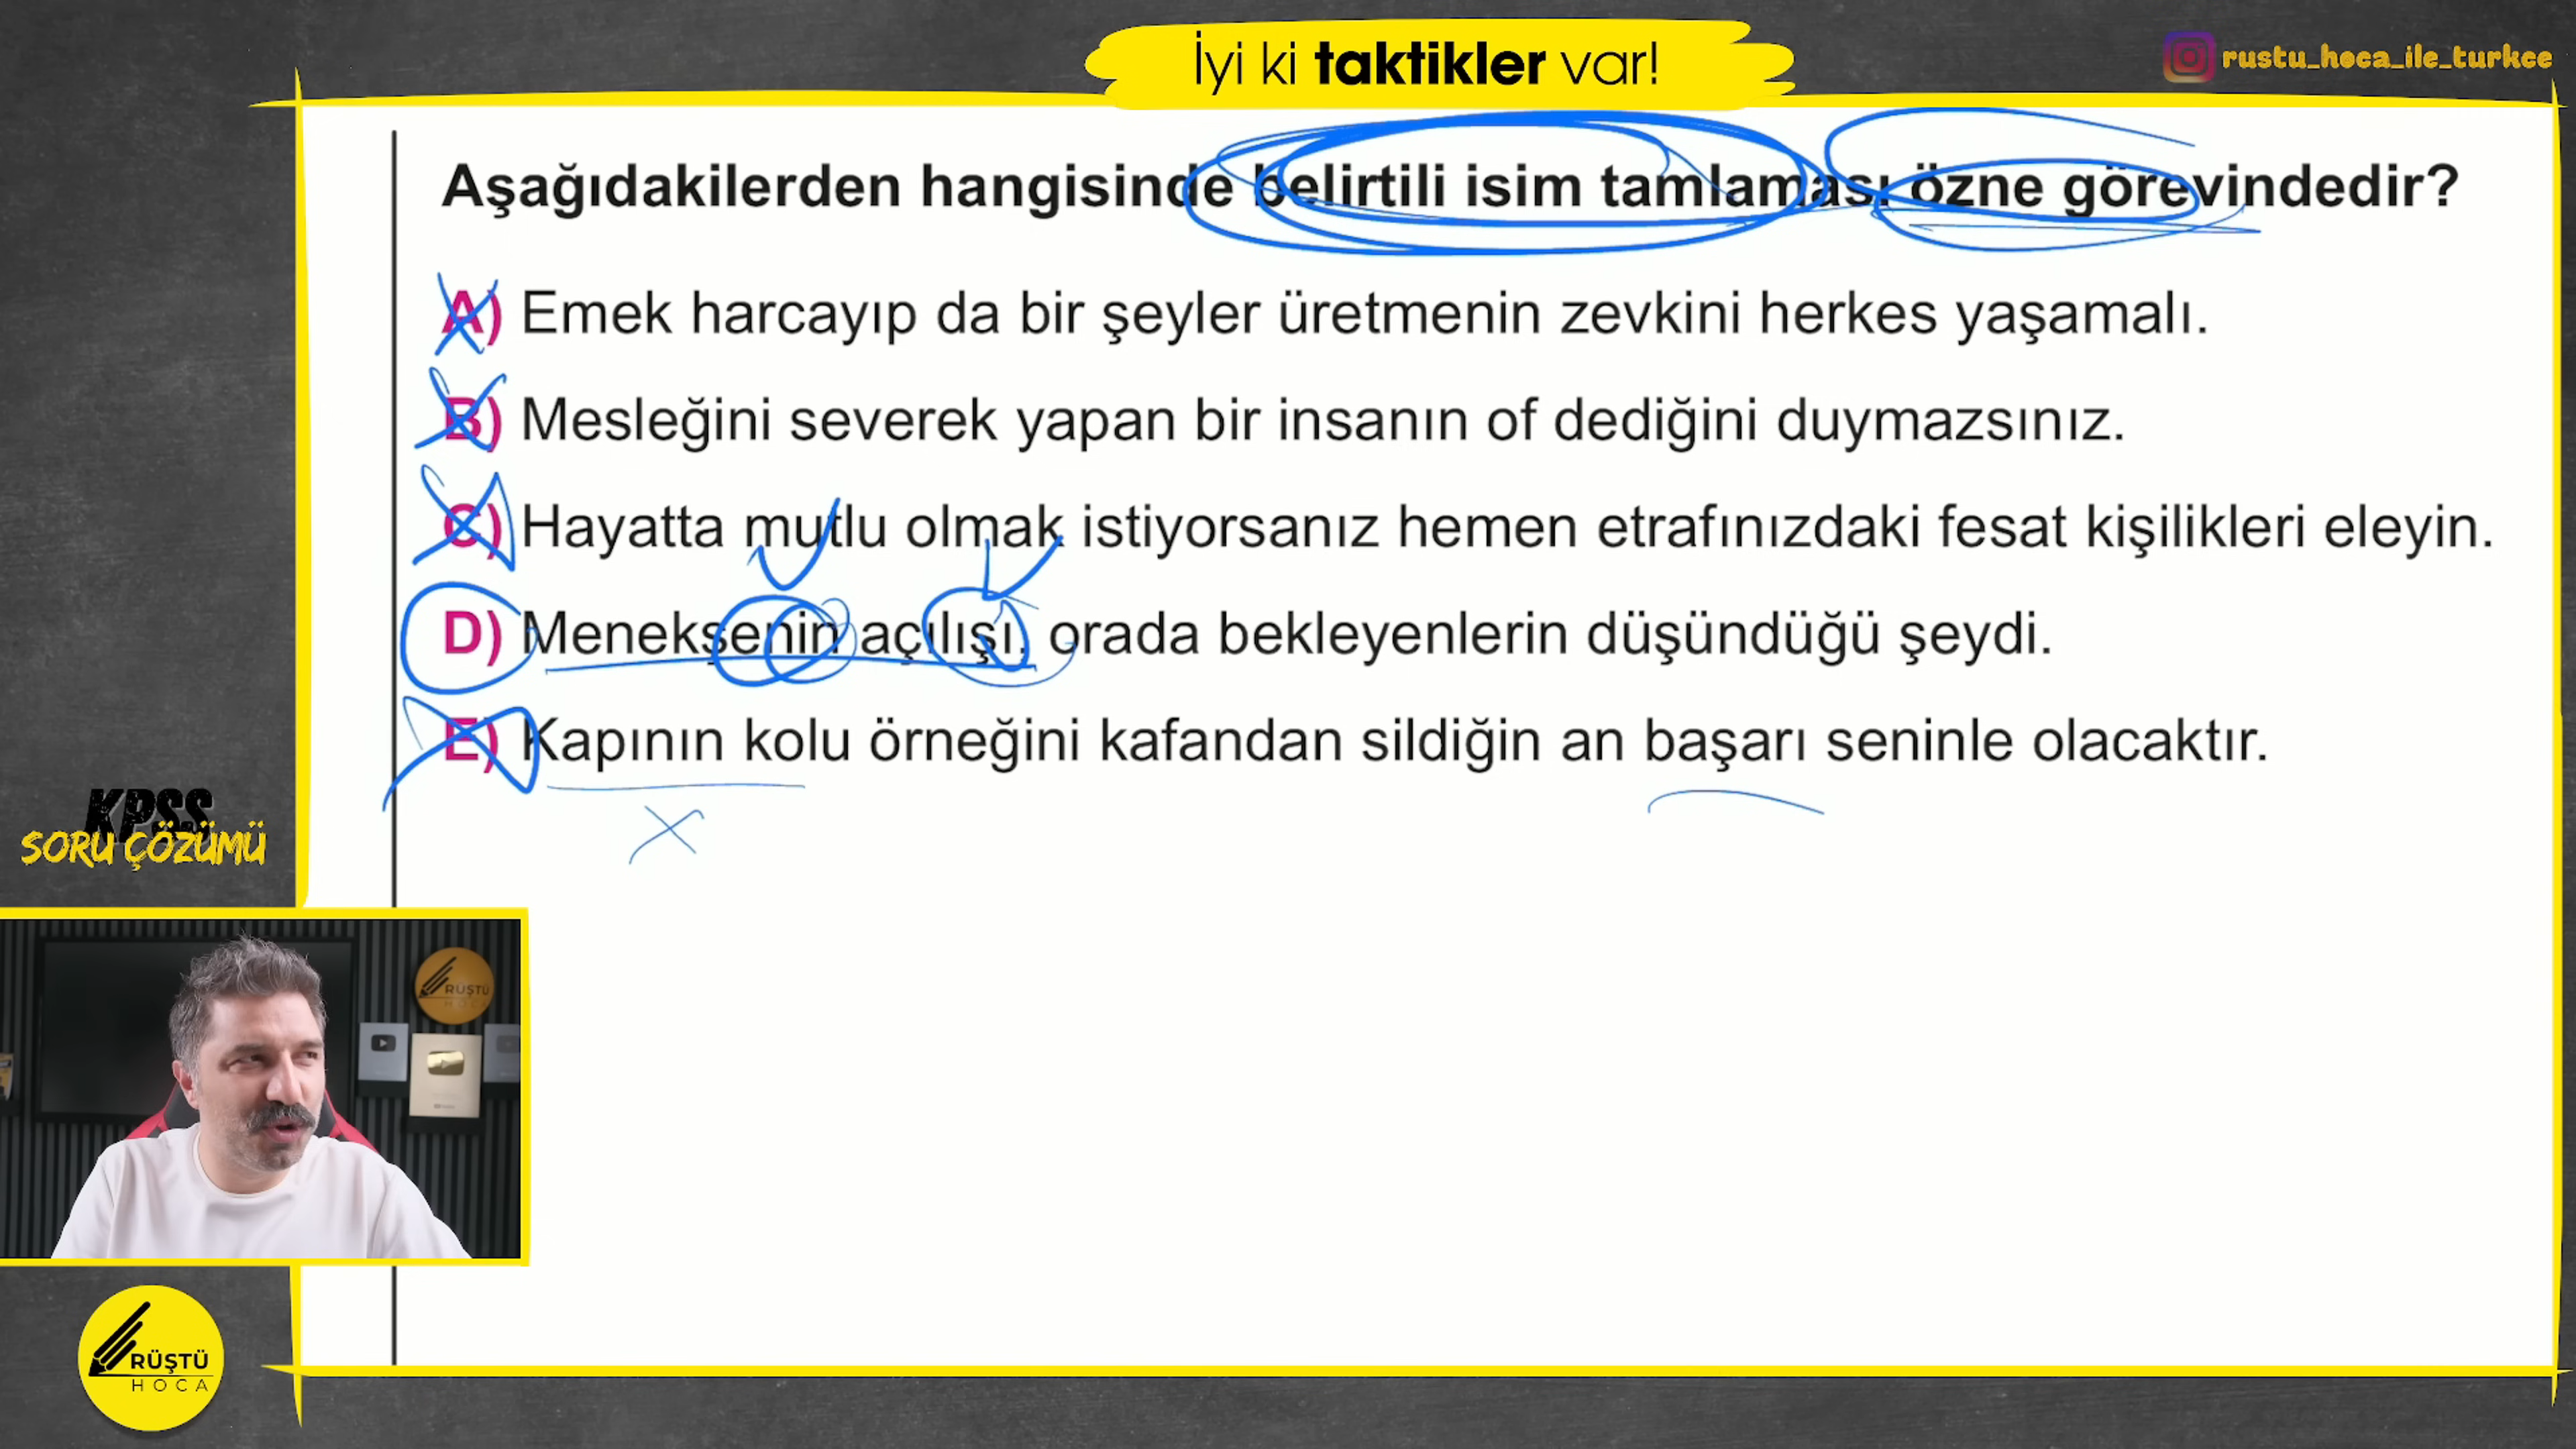 İyi ki taktikler var!
rustu_hoca_ile_turkce
Aşağıdakilerden hangisinde belirtili isim tamlaması özne görevindedir?
A) Emek harcayıp da bir şeyler üretmenin zevkini herkes yaşamalı.
B) Mesleğini severek yapan bir insanın of dediğini duymazsınız.
C) Hayatta mutlu olmak istiyorsanız hemen etrafınızdaki fesat kişilikleri eleyin.
D) Menekşenin açılışı, orada bekleyenlerin düşündüğü şeydi.
E) Kapının kolu örneğini kafandan sildiğin an başarı seninle olacaktır.
KPSS
SORU ÇÖZÜMÜ
RÜŞTÜ
HOCA
RÜŞTÜ
HOCA